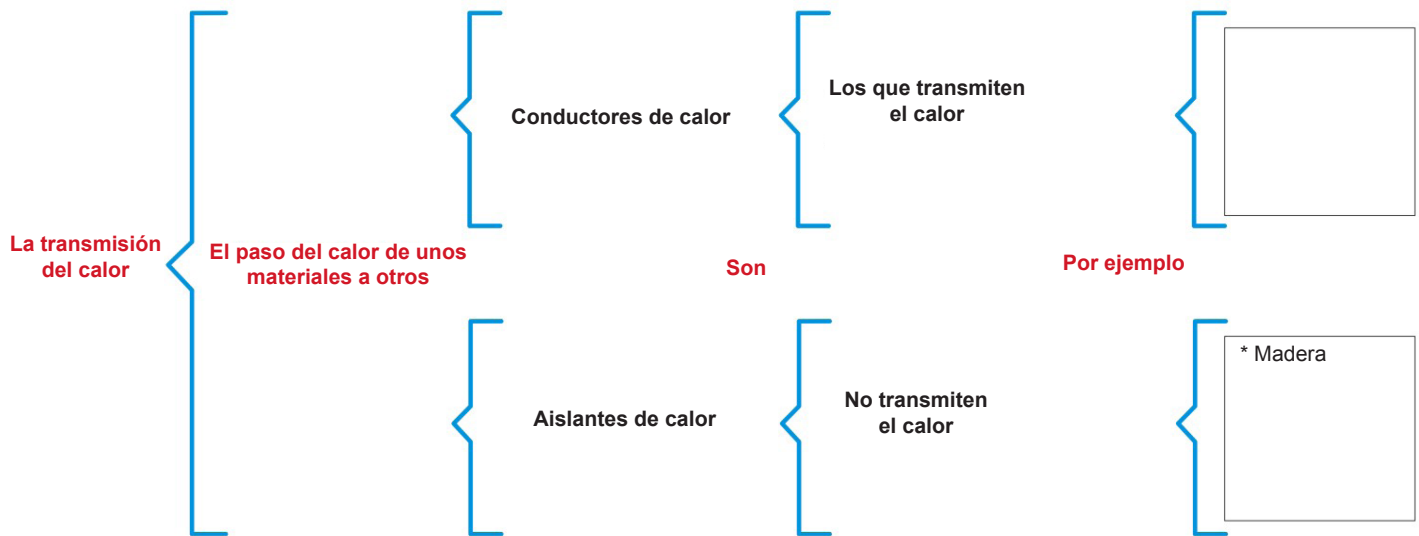 La transmisión
del calor
El paso del calor de unos
materiales a otros
Conductores de calor
Los que transmiten
el calor
Son
Por ejemplo
Aislantes de calor
No transmiten
el calor
* Madera